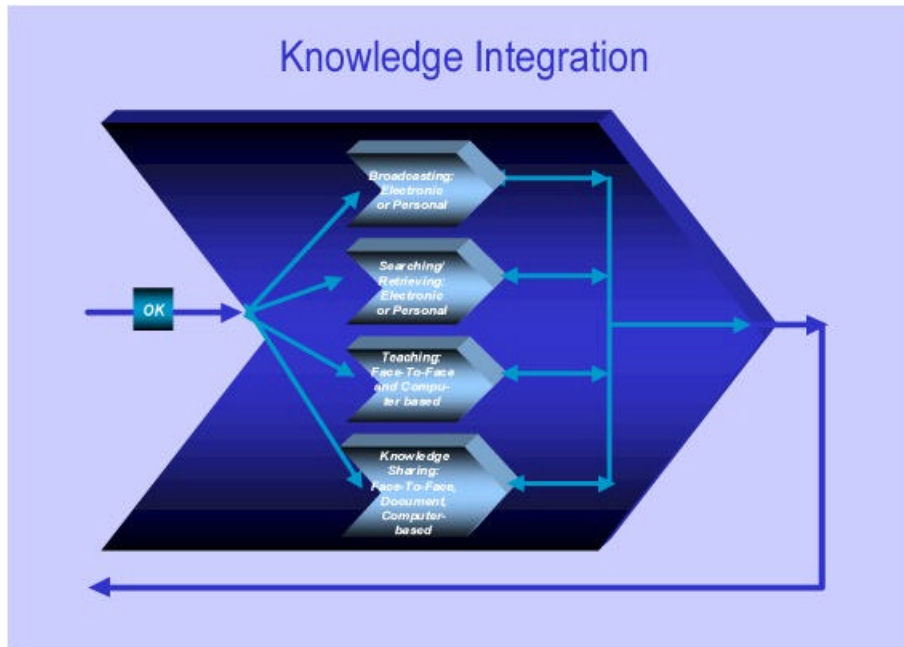 Knowledge Integration
Broadcasting:
Electronic
or Personal
Searching/
Retrieving:
Electronic
or Personal
OK
Teaching:
Face-To-Face
and Compu-
ter based
Knowledge
Sharing:
Face-To-Face,
Document,
Computer-
based